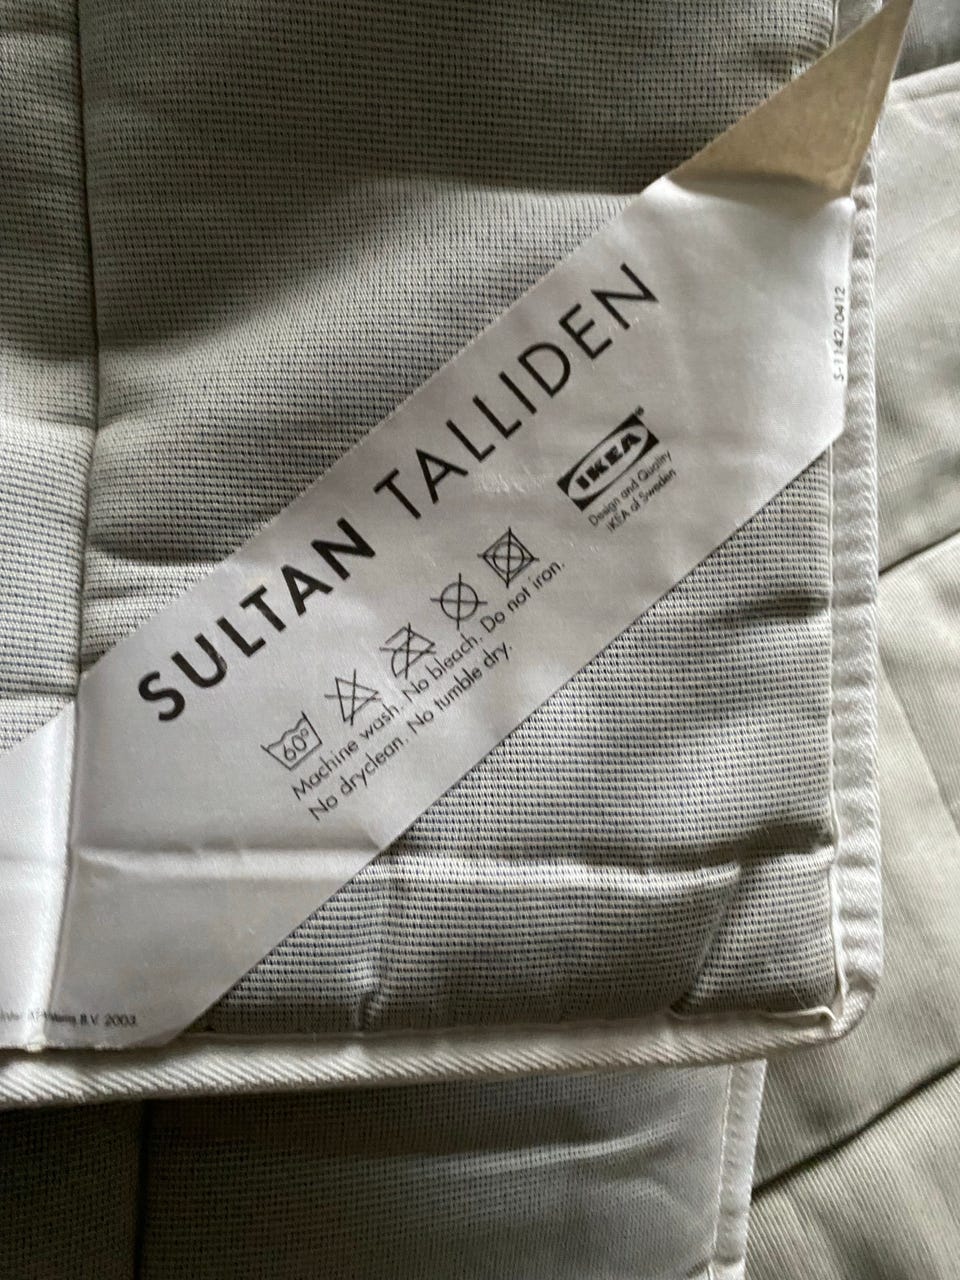 SULTAN TALLIDEN
S-1142/0412
IKEA®
Design and Quality
IKEA of Sweden
60°
Machine wash. No bleach. Do not iron.
No dryclean. No tumble dry.
B.V. 2003